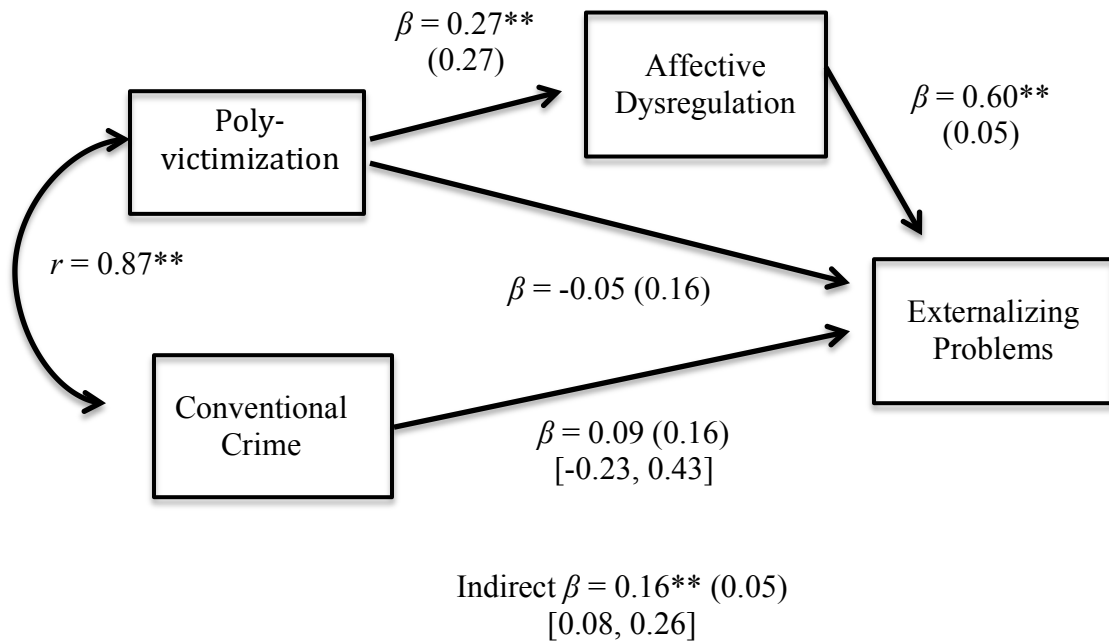 β = 0.27**
(0.27)
Affective
Dysregulation
β = 0.60**
(0.05)
Poly-
victimization
r = 0.87**
β = -0.05 (0.16)
Externalizing
Problems
Conventional
Crime
β = 0.09 (0.16)
[-0.23, 0.43]
Indirect β = 0.16** (0.05)
[0.08, 0.26]